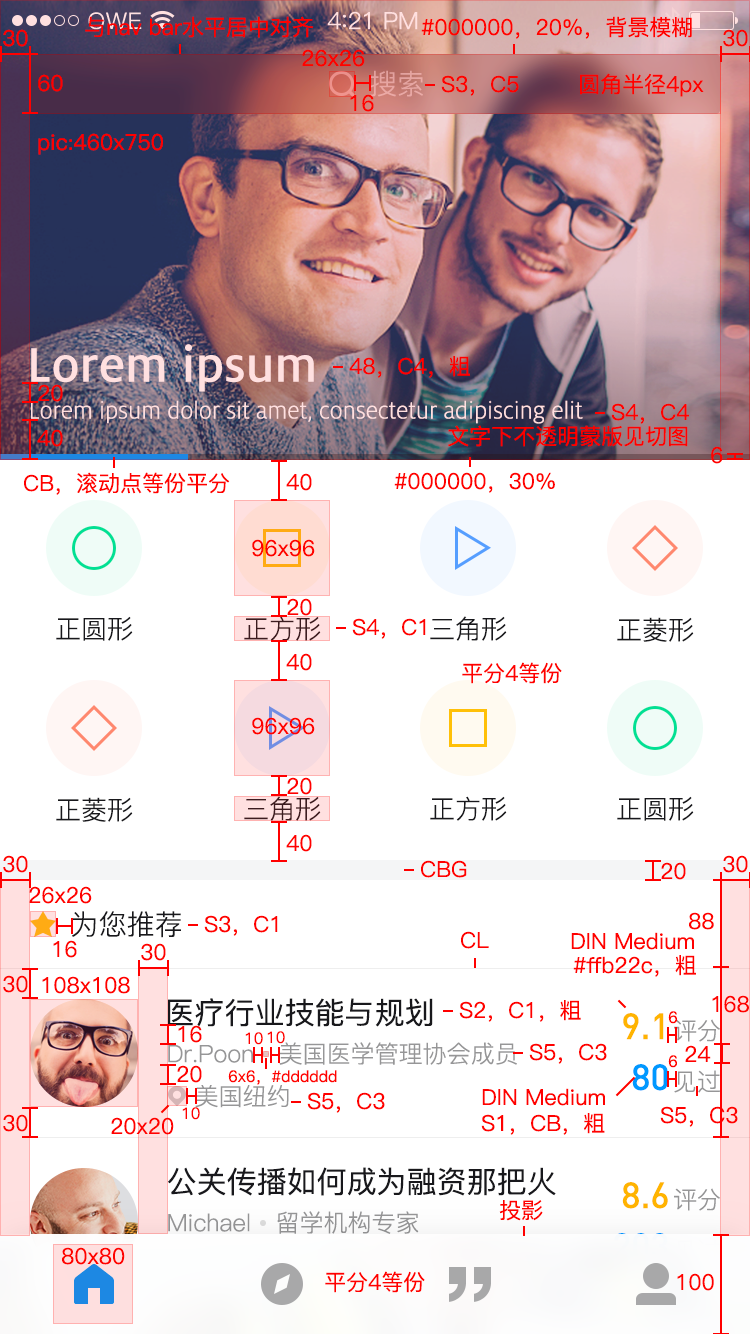 OWE 4:21 PM
与nav bar水平居中对齐
#000000，20%，背景模糊
30
30
26x26
60
搜索
S3，C5
圆角半径4px
16
pic:460x750
Lorem ipsum
48，C4，粗
20
Lorem ipsum dolor sit amet, consectetur adipiscing elit
S4，C4
40
文字下不透明蒙版见切图
6
CB，滚动点等份平分
40
#000000，30%
96x96
20
正圆形
正方形
S4，C1
三角形
正菱形
40
平分4等份
96x96
20
正菱形
三角形
正方形
正圆形
40
30
CBG
20
30
26x26
为您推荐
S3，C1
88
16
30
CL
DIN Medium
#ffb22c，粗
30
108x108
168
医疗行业技能与规划
S2，C1，粗
9.1
6
评分
16
10
10
Dr.Poon
美国医学管理协会成员
S5，C3
24
20
6x6，#dddddd
6
80
见过
美国纽约
S5，C3
DIN Medium
S1，CB，粗
10
S5，C3
30
20x20
公关传播如何成为融资那把火
8.6
评分
Michael
留学机构专家
投影
80x80
平分4等份
100